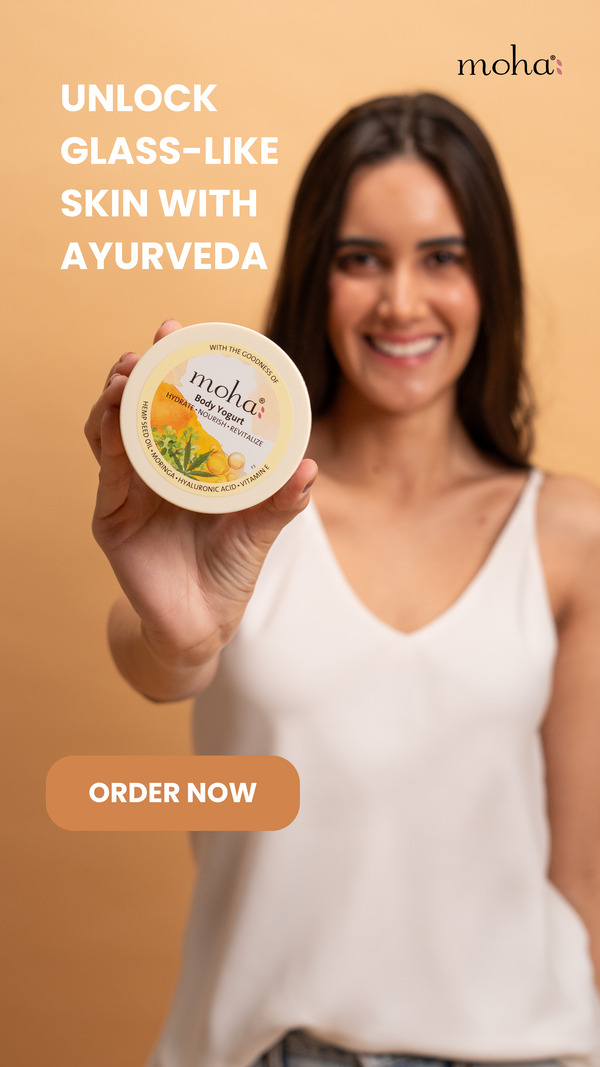 moha®
UNLOCK
GLASS-LIKE
SKIN WITH
AYURVEDA
WITH THE GOODNESS OF
moha®
Body Yogurt
HYDRATE • NOURISH • REVITALIZE
HEMP SEED OIL • MORINGA • HYALURONIC ACID • VITAMIN E
ORDER NOW